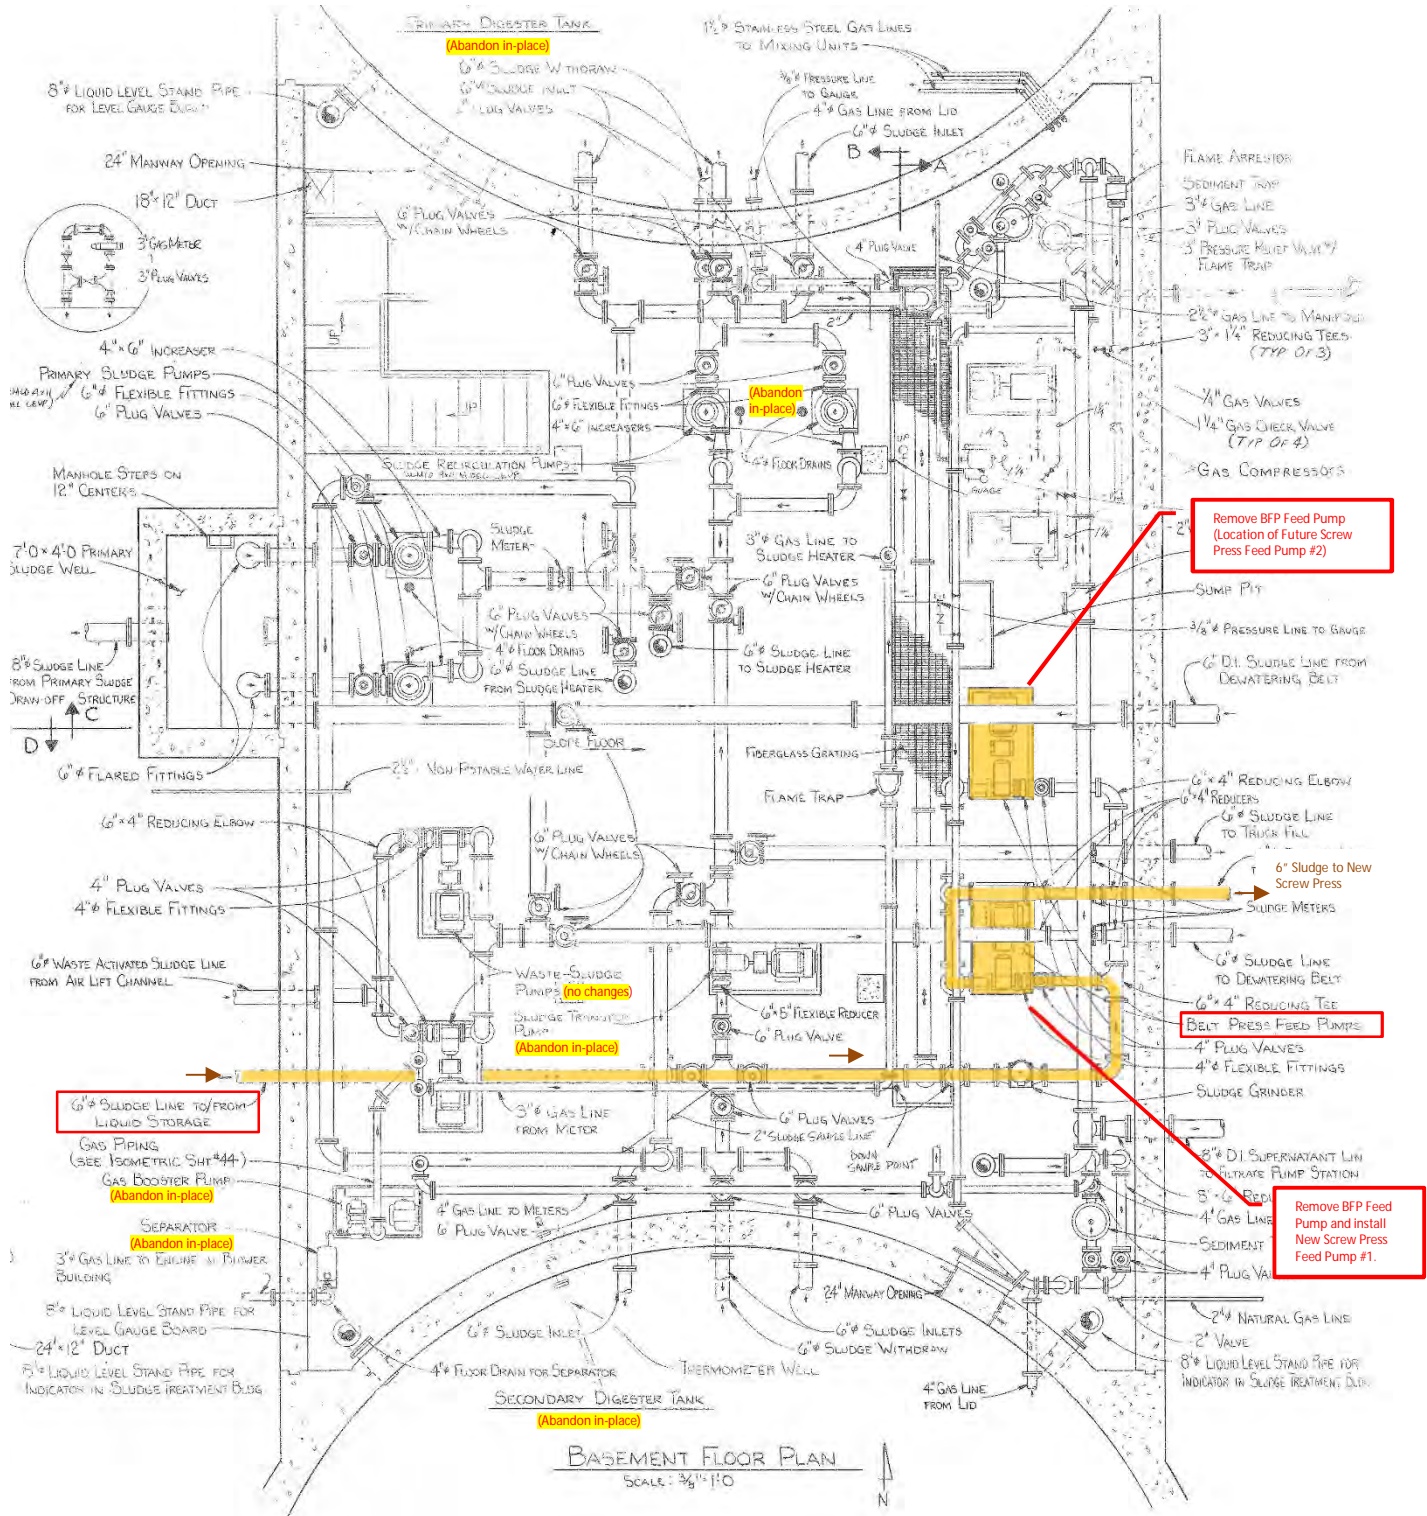 PRIMARY DIGESTER TANK
(Abandon in-place)
6"⌀ SLUDGE WITHDRAW
6"⌀ SLUDGE INLET
PLUG VALVES
1½"⌀ STAINLESS STEEL GAS LINES
TO MIXING UNITS
⅜"⌀ PRESSURE LINE
TO GAUGE
4"⌀ GAS LINE FROM LID
6"⌀ SLUDGE INLET
8"⌀ LIQUID LEVEL STAND PIPE
FOR LEVEL GAUGE
24" MANWAY OPENING
18"x12" DUCT
3" GAS METER
3" PLUG VALVES
6" PLUG VALVES
W/CHAIN WHEELS
B
A
4" PLUG VALVE
2"
FLAME ARRESTOR
SEDIMENT TRAP
3"⌀ GAS LINE
3" PLUG VALVES
3" PRESSURE RELIEF VALVE W/
FLAME TRAP
2½"⌀ GAS LINE TO MANIFOLD
3"x1¼" REDUCING TEES
(TYP OF 3)
¼" GAS VALVES
1¼" GAS CHECK VALVE
(TYP OF 4)
GAS COMPRESSORS
4"x6" INCREASER
PRIMARY SLUDGE PUMPS
6"⌀ FLEXIBLE FITTINGS
6" PLUG VALVES
UP
UP
6" PLUG VALVES
6"⌀ FLEXIBLE FITTINGS
4"x6" INCREASERS
(Abandon
in-place)
SLUDGE RECIRCULATION PUMPS
4"⌀ FLOOR DRAINS
UP
GUAGE
1¼"
1¼"
MANHOLE STEPS ON
12" CENTERS
7'-0 x 4'-0 PRIMARY
SLUDGE WELL
8"⌀ SLUDGE LINE
FROM PRIMARY SLUDGE
DRAW-OFF STRUCTURE
C
D
6"⌀ FLARED FITTINGS
SLUDGE
METER
3"⌀ GAS LINE TO
SLUDGE HEATER
6" PLUG VALVES
W/CHAIN WHEELS
6" PLUG VALVES
W/CHAIN WHEELS
4"⌀ FLOOR DRAINS
6"⌀ SLUDGE LINE
FROM SLUDGE HEATER
6"⌀ SLUDGE LINE
TO SLUDGE HEATER
Remove BFP Feed Pump
(Location of Future Screw
Press Feed Pump #2)
2"
SUMP PIT
3/8"⌀ PRESSURE LINE TO GAUGE
6" D.I. SLUDGE LINE FROM
DEWATERING BELT
SLOPE FLOOR
2½" NON-POTABLE WATER LINE
FIBERGLASS GRATING
FLAME TRAP
6"x4" REDUCING ELBOW
6"x4" REDUCERS
6"⌀ SLUDGE LINE
TO TRUCK FILL
6"x4" REDUCING ELBOW
6" PLUG VALVES
W/CHAIN WHEELS
4" PLUG VALVES
4"⌀ FLEXIBLE FITTINGS
6" Sludge to New
Screw Press
SLUDGE METERS
6"⌀ WASTE ACTIVATED SLUDGE LINE
FROM AIR LIFT CHANNEL
WASTE-SLUDGE
PUMPS (no changes)
SLUDGE TRANSFER
PUMP
(Abandon in-place)
6"x5" FLEXIBLE REDUCER
6" PLUG VALVE
6"⌀ SLUDGE LINE
TO DEWATERING BELT
6"x4" REDUCING TEE
BELT PRESS FEED PUMPS
4" PLUG VALVES
4"⌀ FLEXIBLE FITTINGS
SLUDGE GRINDER
6"⌀ SLUDGE LINE TO/FROM
LIQUID STORAGE
3"⌀ GAS LINE
FROM METER
6" PLUG VALVES
2" SLUDGE SAMPLE LINE
DOWN
SAMPLE POINT
GAS PIPING
(SEE ISOMETRIC SHT #44)
GAS BOOSTER PUMP
(Abandon in-place)
8"⌀ D.I. SUPERNATANT LIN
TO FILTRATE PUMP STATION
4" GAS LINE TO METERS
6" PLUG VALVE
6" PLUG VALVES
4" GAS LINE
SEDIMENT
Remove BFP Feed
Pump and install
New Screw Press
Feed Pump #1.
SEPARATOR
(Abandon in-place)
3"⌀ GAS LINE TO ENGINE IN BLOWER
BUILDING
8"⌀ LIQUID LEVEL STAND PIPE FOR
LEVEL GAUGE BOARD
24"x12" DUCT
8"⌀ LIQUID LEVEL STAND PIPE FOR
INDICATOR IN SLUDGE TREATMENT BLDG
24" MANWAY OPENING
2"⌀ NATURAL GAS LINE
2" VALVE
8"⌀ LIQUID LEVEL STAND PIPE FOR
INDICATOR IN SLUDGE TREATMENT BLDG.
6"⌀ SLUDGE INLET
6"⌀ SLUDGE INLETS
6"⌀ SLUDGE WITHDRAW
4"⌀ FLOOR DRAIN FOR SEPARATOR
THERMOMETER WELL
4" GAS LINE
FROM LID
SECONDARY DIGESTER TANK
(Abandon in-place)
BASEMENT FLOOR PLAN
SCALE: ⅜"=1'-0
N